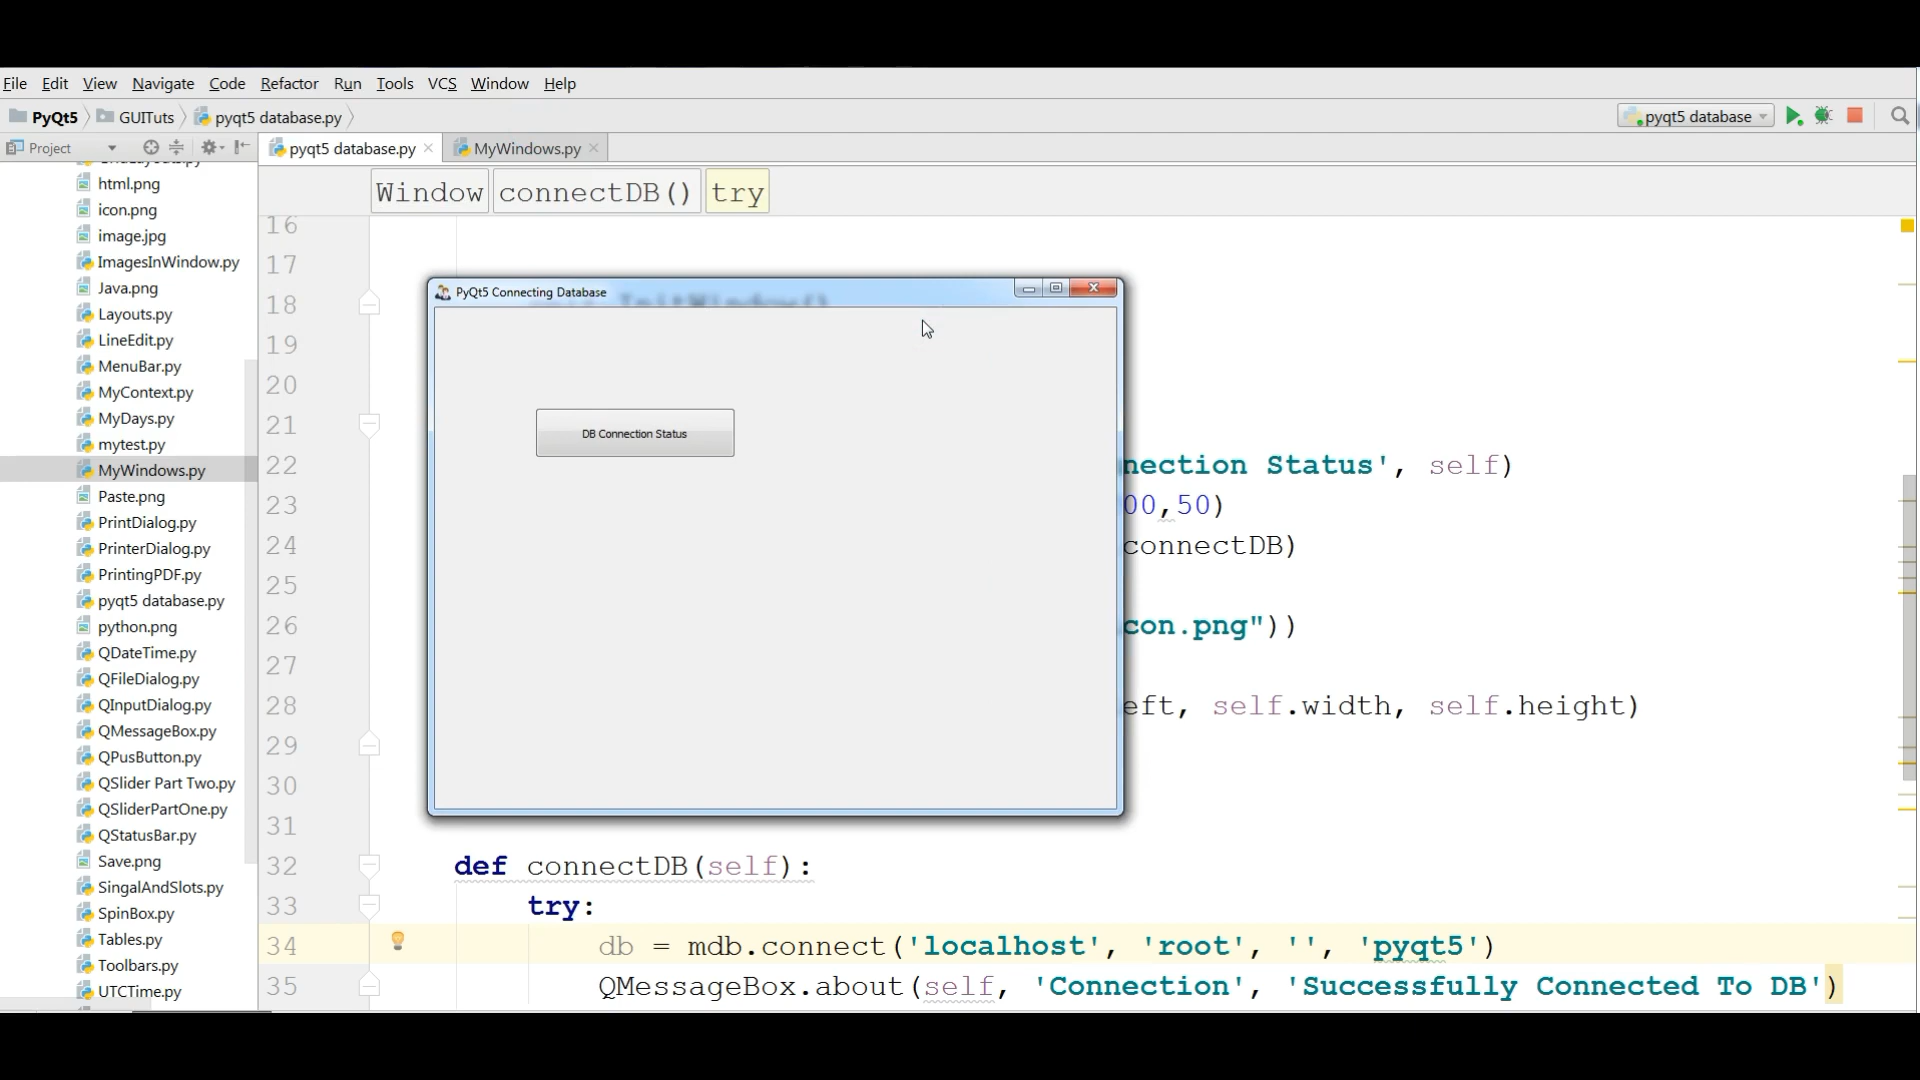 File Edit View Navigate Code Refactor Run Tools VCS Window Help
PyQt5 GUITuts pyqt5 database.py
pyqt5 database
Project
pyqt5 database.py
MyWindows.py
html.png
icon.png
image.jpg
ImagesInWindow.py
Java.png
Layouts.py
LineEdit.py
MenuBar.py
MyContext.py
MyDays.py
mytest.py
MyWindows.py
Paste.png
PrintDialog.py
PrinterDialog.py
PrintingPDF.py
pyqt5 database.py
python.png
QDateTime.py
QFileDialog.py
QInputDialog.py
QMessageBox.py
QPusButton.py
QSlider Part Two.py
QSliderPartOne.py
QStatusBar.py
Save.png
SingalAndSlots.py
SpinBox.py
Tables.py
Toolbars.py
UTCTime.py
Window connectDB() try
16
17
18
19
20
21
22 nection Status', self)
23 00,50)
24 connectDB)
25
26 con.png"))
27
28 eft, self.width, self.height)
29
30
31
32 def connectDB(self):
33 try:
34 db = mdb.connect('localhost', 'root', '', 'pyqt5')
35 QMessageBox.about(self, 'Connection', 'Successfully Connected To DB')
PyQt5 Connecting Database
DB Connection Status